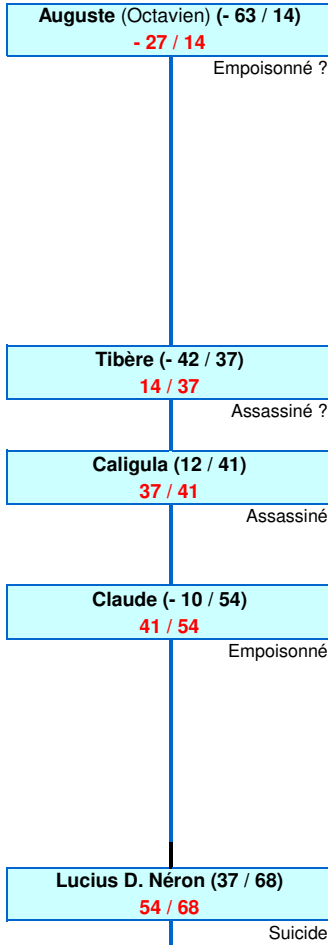 Auguste (Octavien) (- 63 / 14)
- 27 / 14
Empoisonné ?
Tibère (- 42 / 37)
14 / 37
Assassiné ?
Caligula (12 / 41)
37 / 41
Assassiné
Claude (- 10 / 54)
41 / 54
Empoisonné
Lucius D. Néron (37 / 68)
54 / 68
Suicide